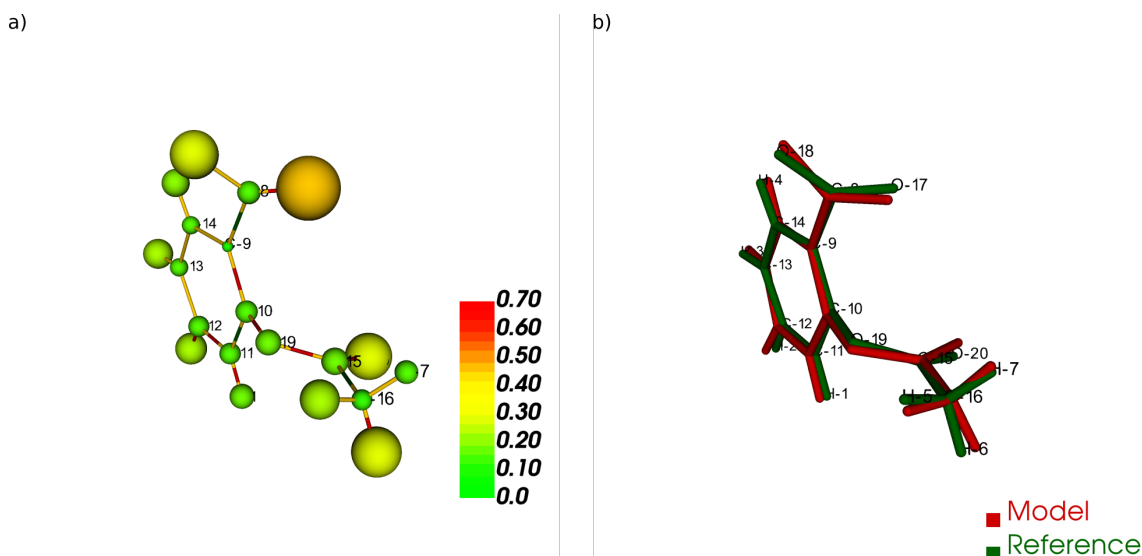 a)
8
14
C-9
13
10
12
19
11
15
-7
1
-16
0.70
0.60
0.50
0.40
0.30
0.20
0.10
0.0
b)
O-18
H-4
O-17
-14
C-9
-13
C-10
C-12
O-19
C-11
O-20
H-7
H-1
H-5
-16
H-6
Model
Reference